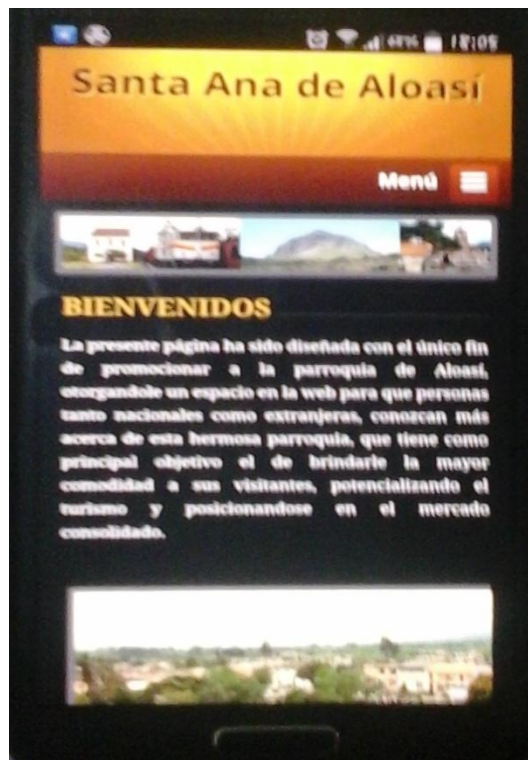 68% 18:05
Santa Ana de Aloasí
Menú
BIENVENIDOS
La presente página ha sido diseñada con el único fin
de promocionar a la parroquia de Aloasí,
otorgandole un espacio en la web para que personas
tanto nacionales como extranjeras, conozcan más
acerca de esta hermosa parroquia, que tiene como
principal objetivo el de brindarle la mayor
comodidad a sus visitantes, potencializando el
turismo y posicionandose en el mercado
consolidado.